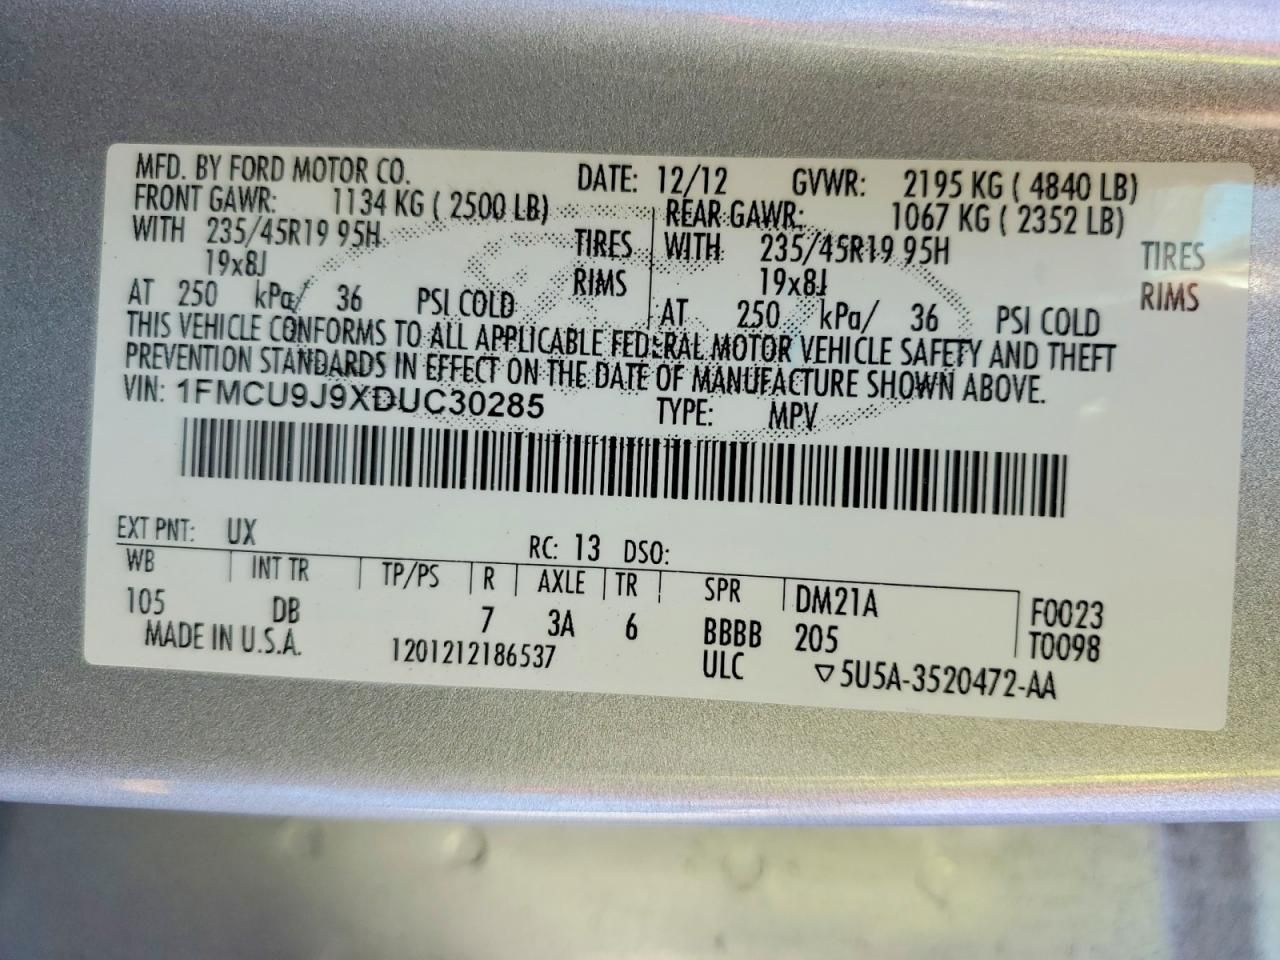 MFD. BY FORD MOTOR CO. DATE: 12/12 GVWR: 2195 KG ( 4840 LB)
FRONT GAWR: 1134 KG ( 2500 LB) REAR GAWR: 1067 KG ( 2352 LB)
WITH 235/45R19 95H TIRES WITH 235/45R19 95H TIRES
19x8J RIMS 19x8J RIMS
AT 250 kPa/ 36 PSI COLD AT 250 kPa/ 36 PSI COLD
THIS VEHICLE CONFORMS TO ALL APPLICABLE FEDERAL MOTOR VEHICLE SAFETY AND THEFT
PREVENTION STANDARDS IN EFFECT ON THE DATE OF MANUFACTURE SHOWN ABOVE.
VIN: 1FMCU9J9XDUC30285 TYPE: MPV
EXT PNT: UX RC: 13 DSO:
WB INT TR TP/PS R AXLE TR SPR DM21A F0023
105 DB 7 3A 6 BBBB 205 T0098
MADE IN U.S.A. 1201212186537 ULC ▽5U5A-3520472-AA